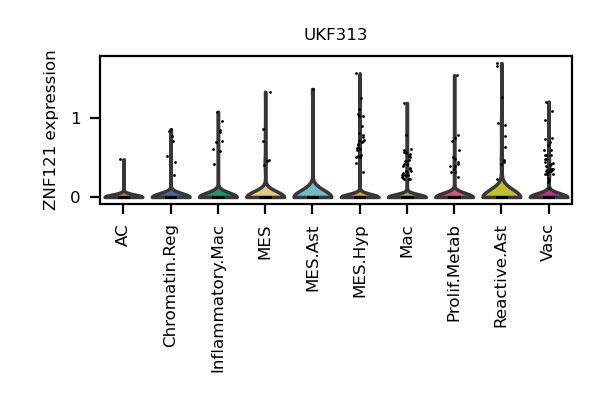 UKF313
ZNF121 expression
1
0
AC
Chromatin.Reg
Inflammatory.Mac
MES
MES.Ast
MES.Hyp
Mac
Prolif.Metab
Reactive.Ast
Vasc